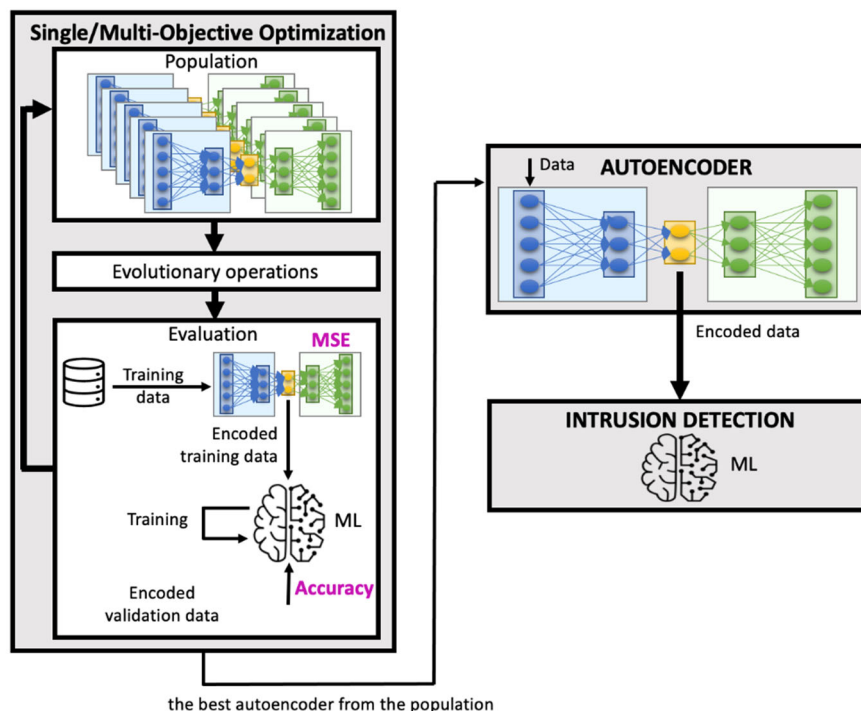 Single/Multi-Objective Optimization
Population
Evolutionary operations
Evaluation
MSE
Training
data
Encoded
training data
Training
ML
Accuracy
Encoded
validation data
the best autoencoder from the population
AUTOENCODER
Data
Encoded data
INTRUSION DETECTION
ML